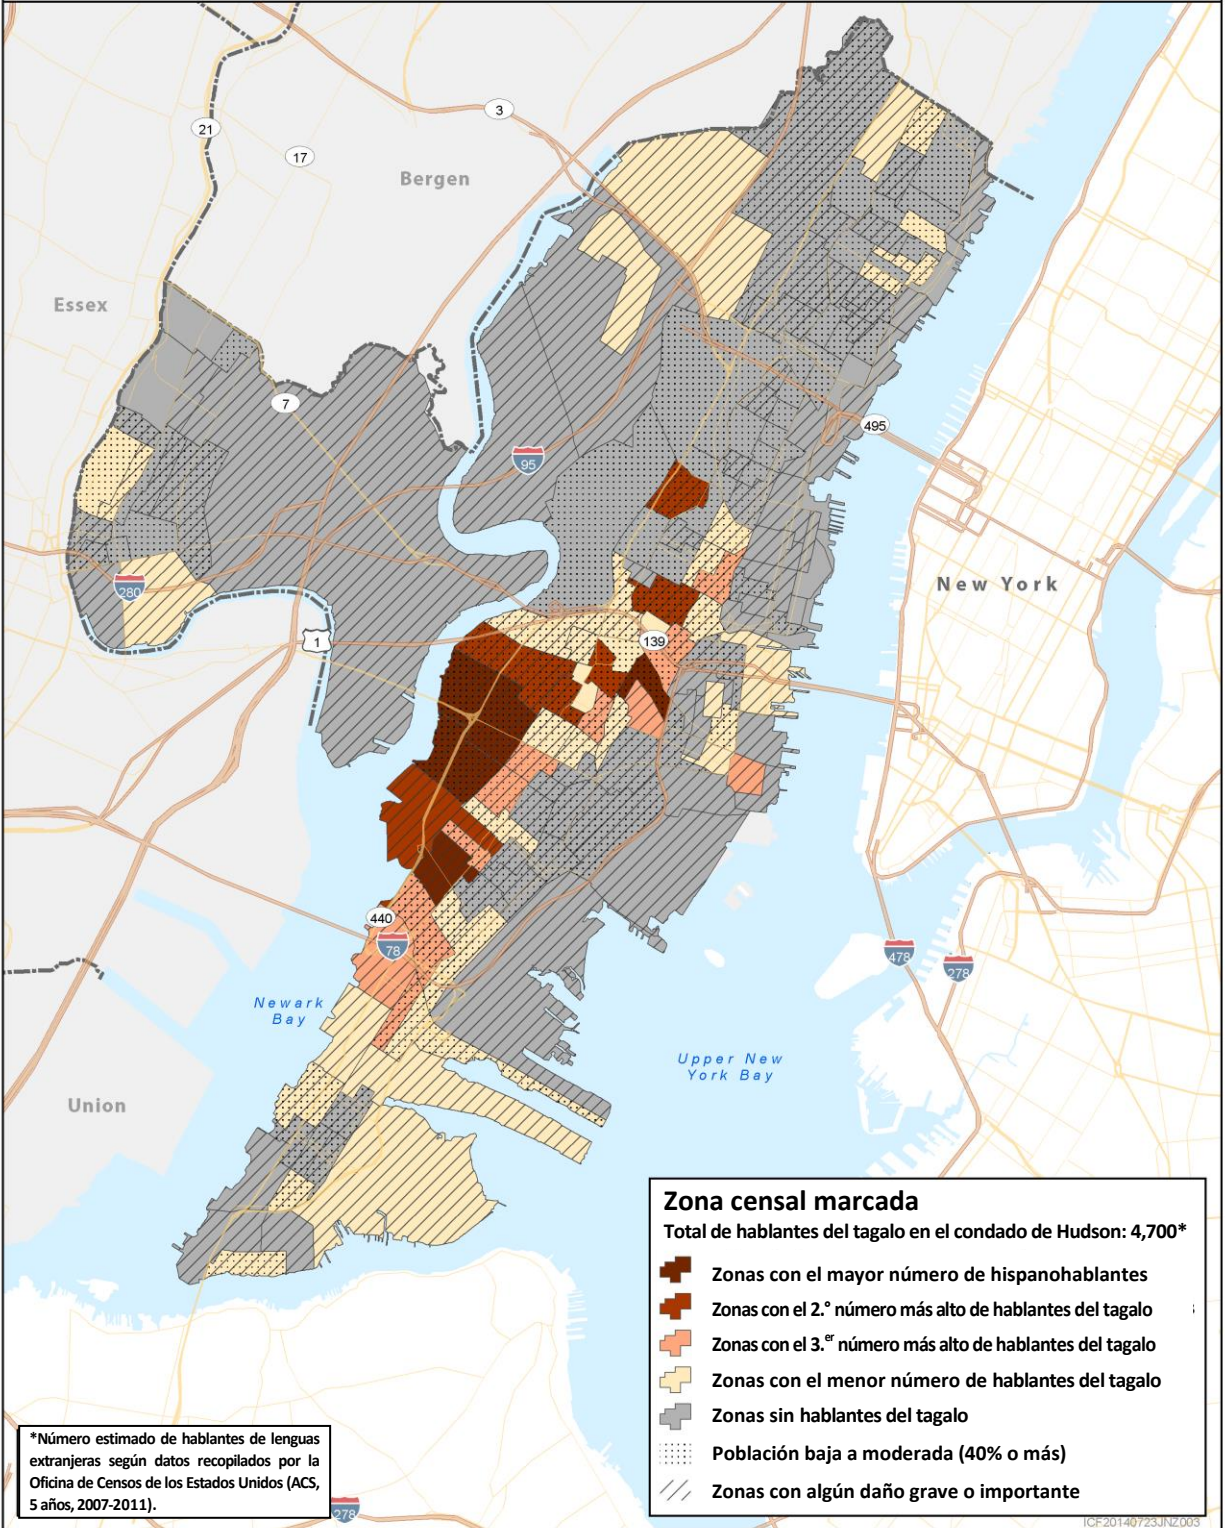 3
21
17
Bergen
Essex
7
495
95
New York
280
1
139
440
78
478
278
Newark
Bay
Upper New
York Bay
Union
Zona censal marcada
Total de hablantes del tagalo en el condado de Hudson: 4,700*
Zonas con el mayor número de hispanohablantes
Zonas con el 2.° número más alto de hablantes del tagalo
Zonas con el 3.er número más alto de hablantes del tagalo
Zonas con el menor número de hablantes del tagalo
Zonas sin hablantes del tagalo
Población baja a moderada (40% o más)
Zonas con algún daño grave o importante
*Número estimado de hablantes de lenguas
extranjeras según datos recopilados por la
Oficina de Censos de los Estados Unidos (ACS,
5 años, 2007-2011).
278
ICF20140723JNZ003